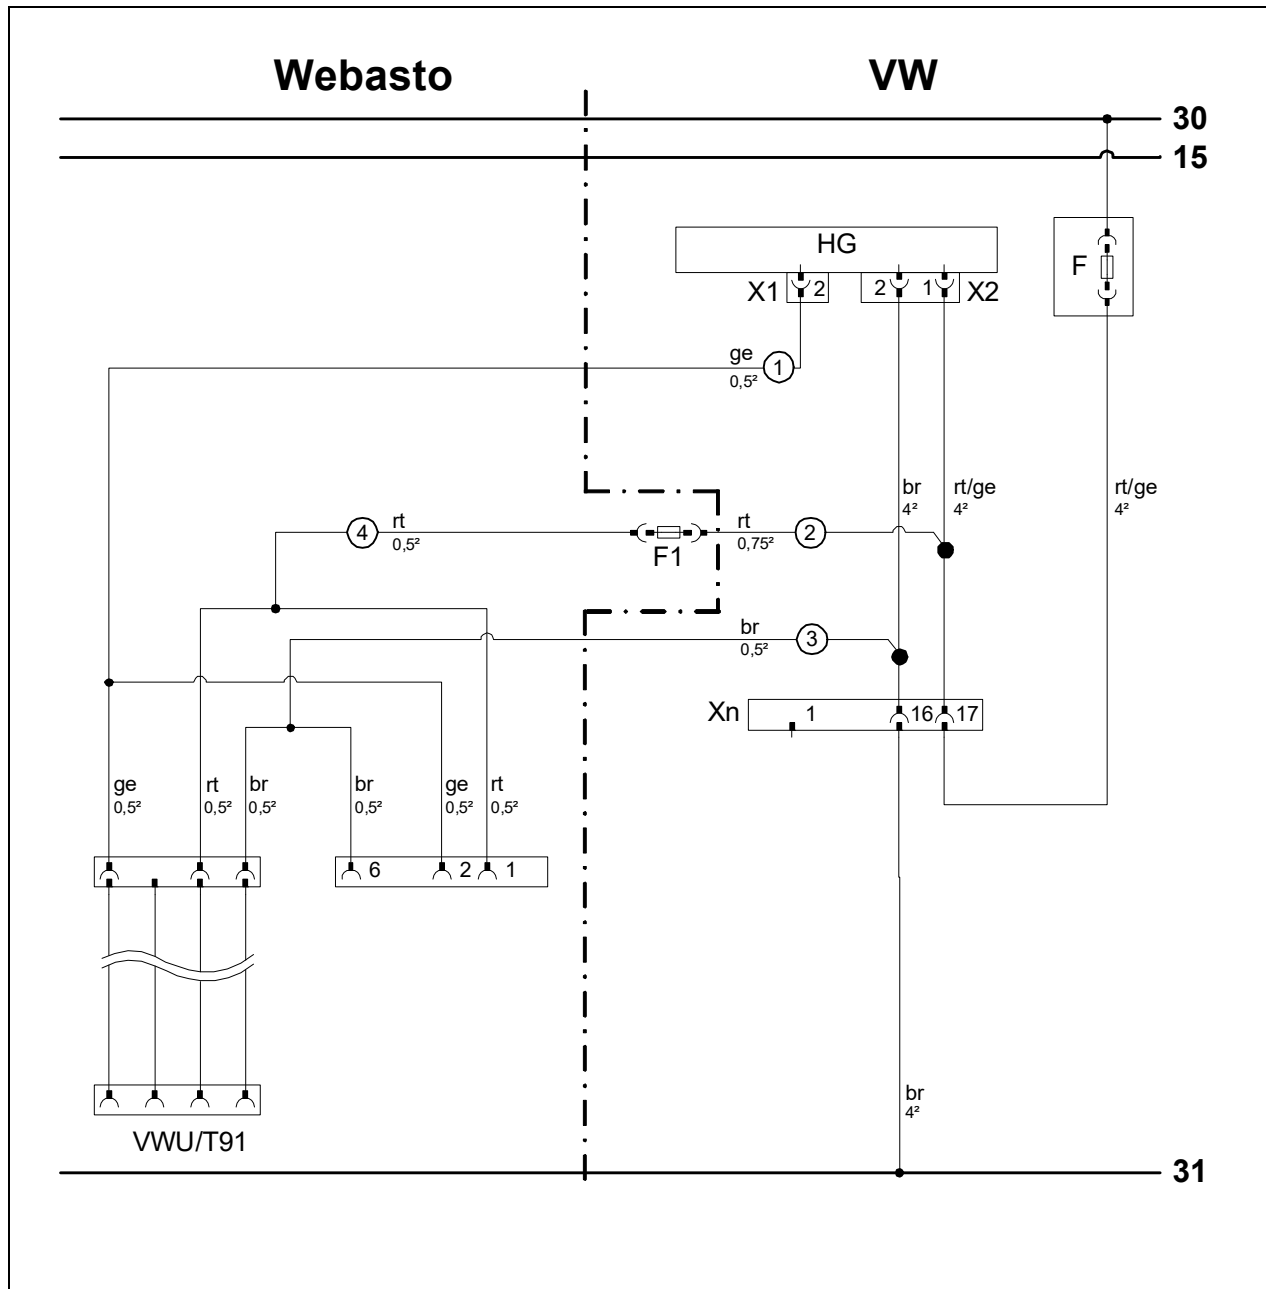 Webasto VW
30
15
HG
F
X1 2 2 1 X2
ge
0,5²
1
br
4²
rt/ge
4²
rt/ge
4²
4
rt
0,5²
F1
rt
0,75²
2
br
0,5²
3
Xn 1 16 17
ge
0,5²
rt
0,5²
br
0,5²
br
0,5²
ge
0,5²
rt
0,5²
6 2 1
br
4²
VWU/T91
31